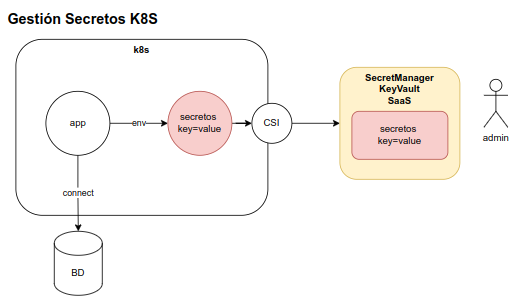 Gestión Secretos K8S
k8s
SecretManager
KeyVault
SaaS
app
env
secretos
key=value
CSI
secretos
key=value
admin
connect
BD